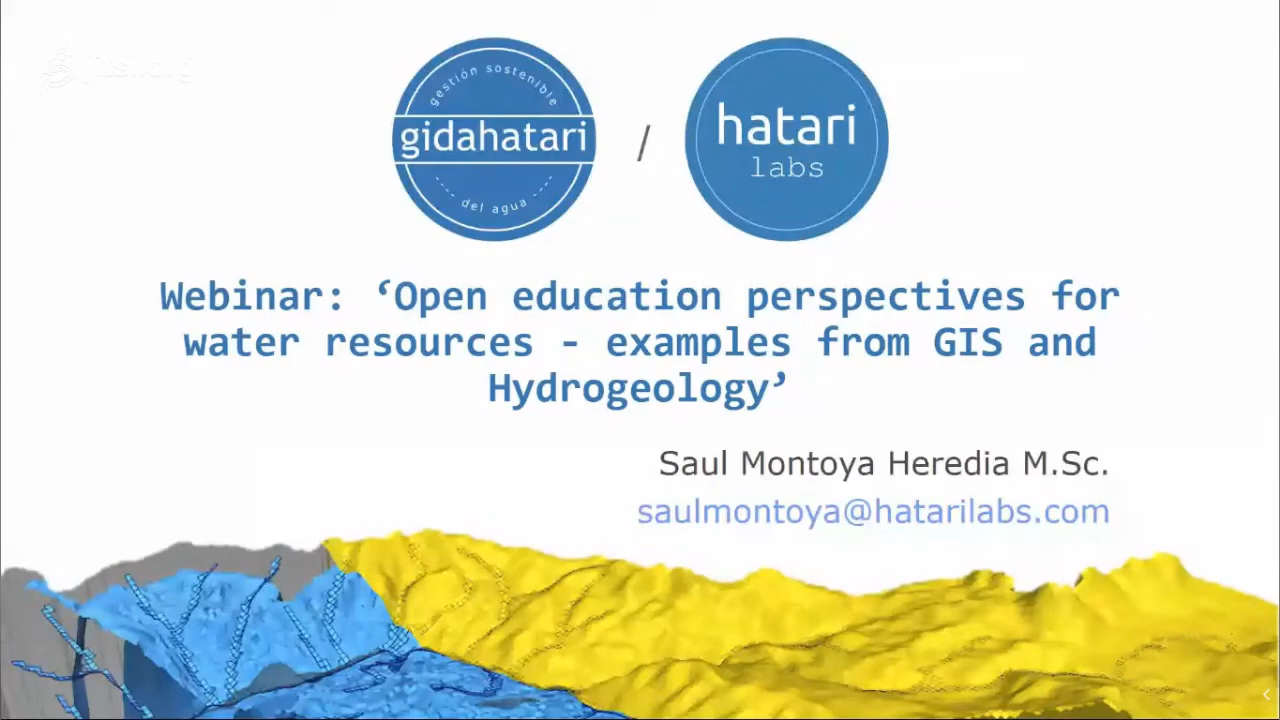 gestión sostenible
gidahatari
del agua
/
hatari
labs
Webinar: ‘Open education perspectives for
water resources - examples from GIS and
Hydrogeology’
Saul Montoya Heredia M.Sc.
saulmontoya@hatarilabs.com